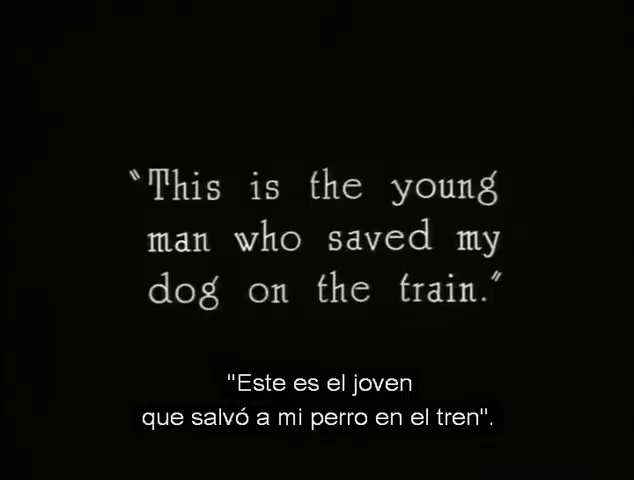 "This is the young
man who saved my
dog on the train."
"Este es el joven
que salvó a mi perro en el tren".